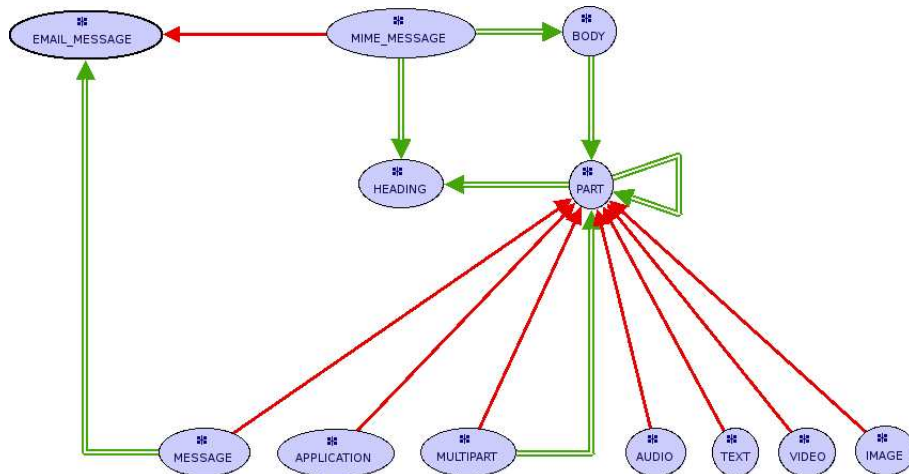 EMAIL_MESSAGE
MIME_MESSAGE
BODY
HEADING
PART
MESSAGE
APPLICATION
MULTIPART
AUDIO
TEXT
VIDEO
IMAGE